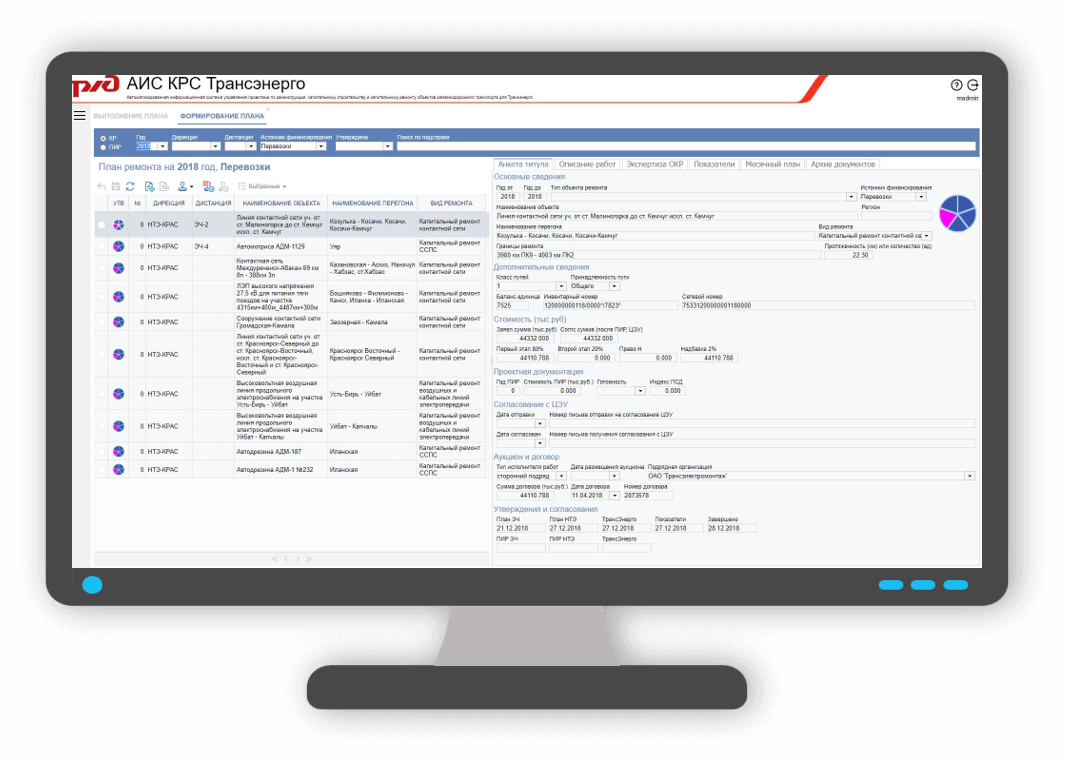 РЖД АИС КРС Трансэнерго
Автоматизированная информационная система управления проектами по реконструкции, капитальному строительству и капитальному ремонту объектов железнодорожного транспорта для Трансэнерго
madmin
ВЫПОЛНЕНИЕ ПЛАНА ФОРМИРОВАНИЕ ПЛАНА
КР Год Дирекция Дистанция Источник финансирования Утверждено Поиск по подстроке
ПИР 2018 Перевозки
План ремонта на 2018 год, Перевозки
Выбранные
УТВ № ДИРЕКЦИЯ ДИСТАНЦИЯ НАИМЕНОВАНИЕ ОБЪЕКТА НАИМЕНОВАНИЕ ПЕРЕГОНА ВИД РЕМОНТА
0 НТЭ-КРАС ЭЧ-2
Линия контактной сети уч. от
ст. Малиногорка до ст. Кемчуг
искл. ст. Кемчуг
Козулька - Косачи, Косачи,
Косачи-Кемчуг
Капитальный ремонт
контактной сети
0 НТЭ-КРАС ЭЧ-4 Автомотриса АДМ-1129 Уяр
Капитальный ремонт
ССПС
0 НТЭ-КРАС
Контактная сеть
Междуреченск-Абакан 69 км
8п - 388км 3п
Казановская - Аскиз, Нанхчул
- Хабзас, ст.Хабзас
Капитальный ремонт
контактной сети
0 НТЭ-КРАС
ЛЭП высокого напряжения
27,5 кВ для питания тяги
поездов на участке
4315км+400м_4487км+300м
Бошняково - Филимоново -
Канск, Иланка - Иланская
Капитальный ремонт
контактной сети
0 НТЭ-КРАС
Сооружение контактной сети
Громадская-Камала
Заозерная - Камала
Капитальный ремонт
контактной сети
0 НТЭ-КРАС
Линия контактной сети уч. от
ст. Красноярск-Северный до
ст. Красноярск-Восточный,
искл. ст. Красноярск-
Восточный и ст. Красноярск-
Северный
Красноярск Восточный -
Красноярск Северный
Капитальный ремонт
контактной сети
0 НТЭ-КРАС
Высоковольтная воздушная
линия продольного
электроснабжения на участке
Усть-Бирь - Уйбат
Усть-Бирь - Уйбат
Капитальный ремонт
воздушных и
кабельных линий
электропередачи
0 НТЭ-КРАС
Высоковольтная воздушная
линия продольного
электроснабжения на участке
Уйбат - Капчалы
Уйбат - Капчалы
Капитальный ремонт
воздушных и
кабельных линий
электропередачи
0 НТЭ-КРАС Автодрезина АДМ-187 Иланская
Капитальный ремонт
ССПС
0 НТЭ-КРАС Автодрезина АДМ-1 №232 Иланская
Капитальный ремонт
ССПС
Анкета титула Описание работ Экспертиза ОКР Показатели Месячный план Архив документов
Основные сведения
Год от Год до Тип объекта ремонта Источник финансирования
2018 2018 Перевозки
Наименование объекта Регион
Линия контактной сети уч. от ст. Малиногорка до ст. Кемчуг искл. ст. Кемчуг
Наименование перегона Вид ремонта
Козулька - Косачи, Косачи, Косачи-Кемчуг Капитальный ремонт контактной се
Границы ремонта Протяженность (км) или количество (ед)
3980 км ПК9 - 4003 км ПК2 22.30
Дополнительные сведения
Класс путей Принадлежность пути
1 Общего
Баланс.единица Инвентарный номер Сетевой номер
7525 120000000118/0000*/7823* 75331200000001180000
Стоимость (тыс.руб)
Заявл сумма (тыс.руб) Согл сумма (после ПИР, ЦЭУ)
44332.000 44332.000
Первый этап 80% Второй этап 20% Право Н Надбавка 2%
44110.788 0.000 0.000 44110.788
Проектная документация
Год ПИР Стоимость ПИР (тыс.руб.) Готовность Индекс ПСД
0 0.000 0.000
Согласование с ЦЭУ
Дата отправки Номер письма отправки на согласование ЦЭУ
Дата согласован Номер письма получения согласования с ЦЭУ
Аукцион и договор
Тип исполнителя работ Дата размещения аукциона Подрядная организация
сторонний подряд ОАО 'Трансэлектромонтаж'
Сумма договора (тыс.руб.) Дата договора Номер договора
44110.788 11.04.2018 2873578
Утверждения и согласования
План ЭЧ План НТЭ ТрансЭнерго Показатели Завершено
21.12.2018 27.12.2018 27.12.2018 27.12.2018 28.12.2018
ПИР ЭЧ ПИР НТЭ ТрансЭнерго